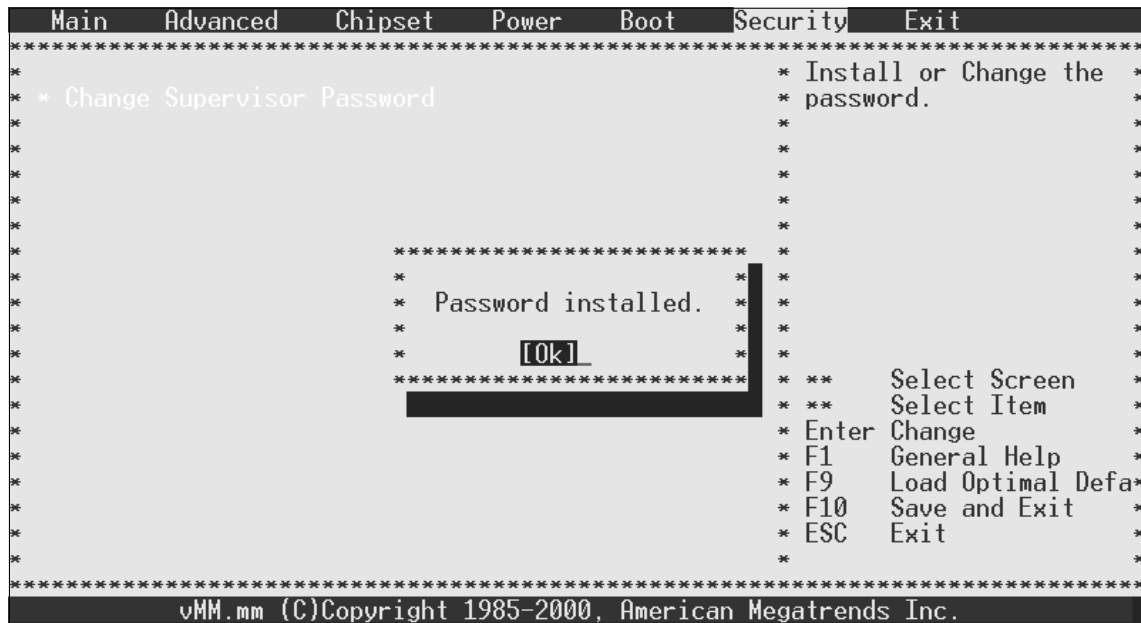 Main Advanced Chipset Power Boot Security Exit
Install or Change the
* Change Supervisor Password
password.
Password installed.
[Ok]_
** Select Screen
** Select Item
Enter Change
F1 General Help
F9 Load Optimal Defa
F10 Save and Exit
ESC Exit
vMM.mm (C)Copyright 1985-2000, American Megatrends Inc.